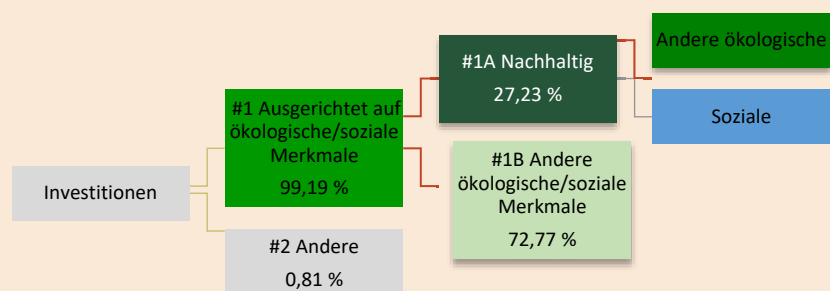 Investitionen
#1 Ausgerichtet auf
ökologische/soziale
Merkmale
99,19 %
#2 Andere
0,81 %
#1A Nachhaltig
27,23 %
#1B Andere
ökologische/soziale
Merkmale
72,77 %
Andere ökologische
Soziale